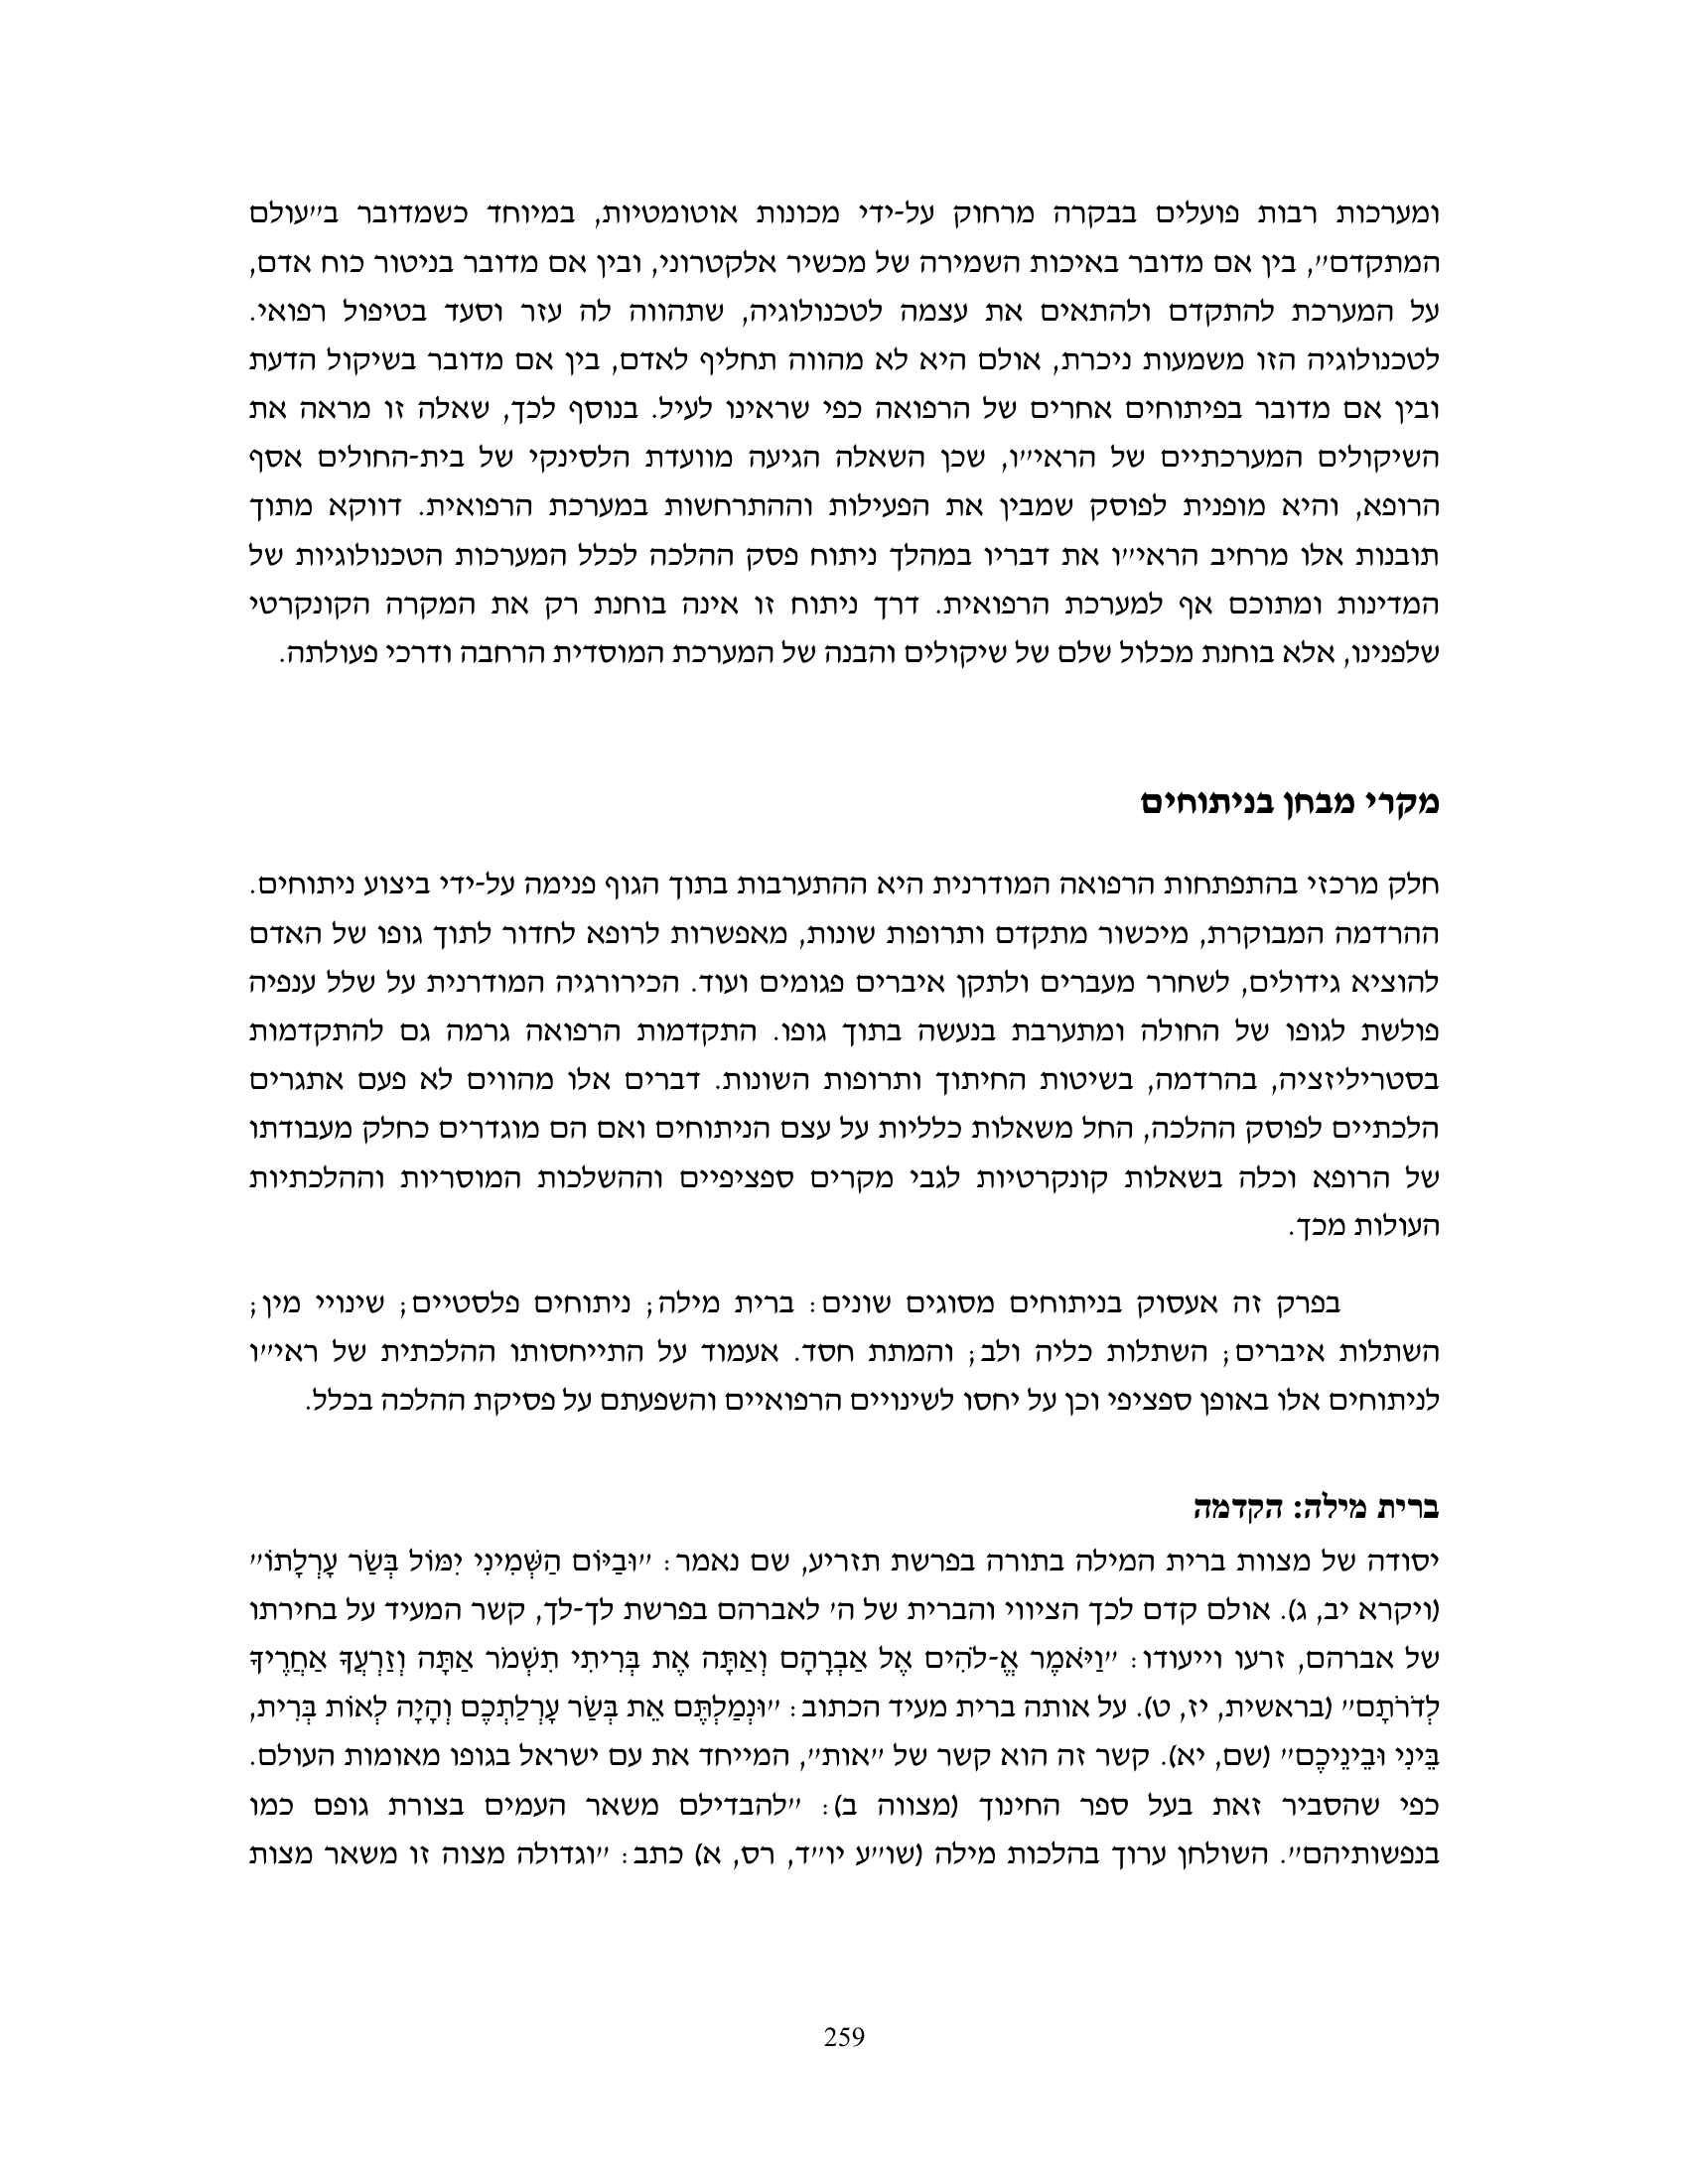 ומערכות רבות פועלים בבקרה מרחוק על-ידי מכונות אוטומטיות, במיוחד כשמדובר ב״עולם
המתקדם״, בין אם מדובר באיכות השמירה של מכשיר אלקטרוני, ובין אם מדובר בניטור כוח אדם,
על המערכת להתקדם ולהתאים את עצמה לטכנולוגיה, שתהווה לה עזר וסעד בטיפול רפואי.
לטכנולוגיה הזו משמעות ניכרת, אולם היא לא מהווה תחליף לאדם, בין אם מדובר בשיקול הדעת
ובין אם מדובר בפיתוחים אחרים של הרפואה כפי שראינו לעיל. בנוסף לכך, שאלה זו מראה את
השיקולים המערכתיים של הראי״ו, שכן השאלה הגיעה מוועדת הלסינקי של בית-החולים אסף
הרופא, והיא מופנית לפוסק שמבין את הפעילות וההתרחשות במערכת הרפואית. דווקא מתוך
תובנות אלו מרחיב הראי״ו את דבריו במהלך ניתוח פסק ההלכה לכלל המערכות הטכנולוגיות של
המדינות ומתוכם אף למערכת הרפואית. דרך ניתוח זו אינה בוחנת רק את המקרה הקונקרטי
שלפנינו, אלא בוחנת מכלול שלם של שיקולים והבנה של המערכת המוסדית הרחבה ודרכי פעולתה.
מקרי מבחן בניתוחים
חלק מרכזי בהתפתחות הרפואה המודרנית היא ההתערבות בתוך הגוף פנימה על-ידי ביצוע ניתוחים.
ההרדמה המבוקרת, מיכשור מתקדם ותרופות שונות, מאפשרות לרופא לחדור לתוך גופו של האדם
להוציא גידולים, לשחרר מעברים ולתקן איברים פגומים ועוד. הכירורגיה המודרנית על שלל ענפיה
פולשת לגופו של החולה ומתערבת בנעשה בתוך גופו. התקדמות הרפואה גרמה גם להתקדמות
בסטריליזציה, בהרדמה, בשיטות החיתוך ותרופות השונות. דברים אלו מהווים לא פעם אתגרים
הלכתיים לפוסק ההלכה, החל משאלות כלליות על עצם הניתוחים ואם הם מוגדרים כחלק מעבודתו
של הרופא וכלה בשאלות קונקרטיות לגבי מקרים ספציפיים וההשלכות המוסריות וההלכתיות
העולות מכך.
בפרק זה אעסוק בניתוחים מסוגים שונים: ברית מילה; ניתוחים פלסטיים; שינויי מין;
השתלות איברים; השתלות כליה ולב; והמתת חסד. אעמוד על התייחסותו ההלכתית של ראי״ו
לניתוחים אלו באופן ספציפי וכן על יחסו לשינויים הרפואיים והשפעתם על פסיקת ההלכה בכלל.
ברית מילה: הקדמה
יסודה של מצוות ברית המילה בתורה בפרשת תזריע, שם נאמר: ״וּבַיּוֹם הַשְּׁמִינִי יִמּוֹל בְּשַׂר עָרְלָתוֹ״
(ויקרא יב, ג). אולם קדם לכך הציווי והברית של ה׳ לאברהם בפרשת לך-לך, קשר המעיד על בחירתו
של אברהם, זרעו וייעודו: ״וַיֹּאמֶר אֱ-לֹהִים אֶל אַבְרָהָם וְאַתָּה אֶת בְּרִיתִי תִשְׁמֹר אַתָּה וְזַרְעֲךָ אַחֲרֶיךָ
לְדֹרֹתָם״ (בראשית, יז, ט). על אותה ברית מעיד הכתוב: ״וּנְמַלְתֶּם אֵת בְּשַׂר עָרְלַתְכֶם וְהָיָה לְאוֹת בְּרִית,
בֵּינִי וּבֵינֵיכֶם״ (שם, יא). קשר זה הוא קשר של ״אות״, המייחד את עם ישראל בגופו מאומות העולם.
כפי שהסביר זאת בעל ספר החינוך (מצווה ב): ״להבדילם משאר העמים בצורת גופם כמו
בנפשותיהם״. השולחן ערוך בהלכות מילה (שו״ע יו״ד, רס, א) כתב: ״וגדולה מצוה זו משאר מצות
259